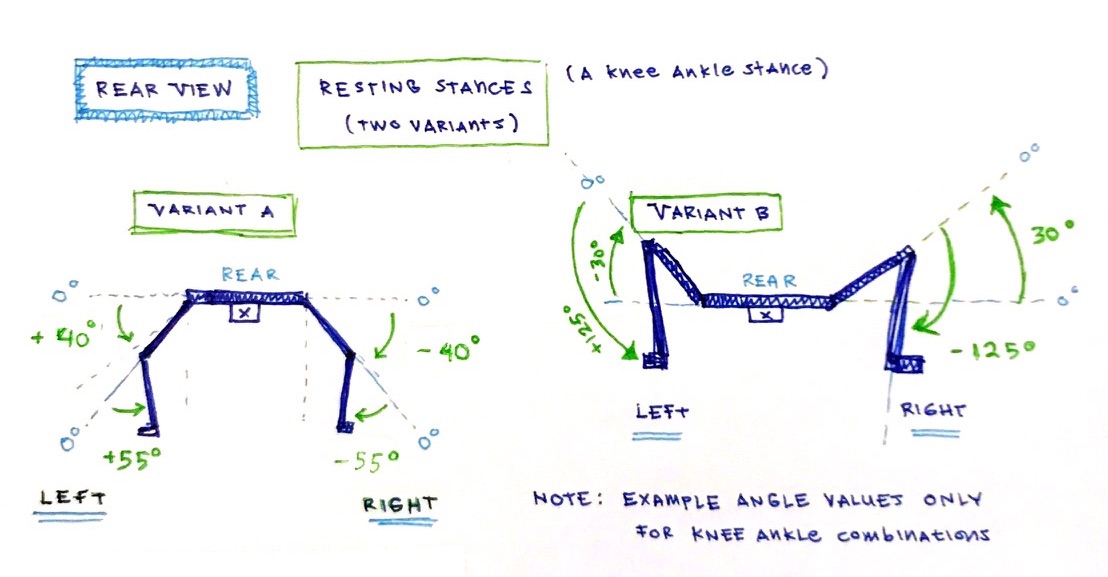 REAR VIEW
RESTING STANCES
(TWO VARIANTS)
(A knee Ankle stance)
VARIANT A
REAR
X
0°
0°
+ 40°
- 40°
0°
0°
+55°
-55°
LEFT
RIGHT
VARIANT B
0°
0°
-30°
30°
+125°
REAR
X
0°
-125°
LEFT
RIGHT
NOTE: EXAMPLE ANGLE VALUES ONLY
FOR KNEE ANKLE COMBINATIONS